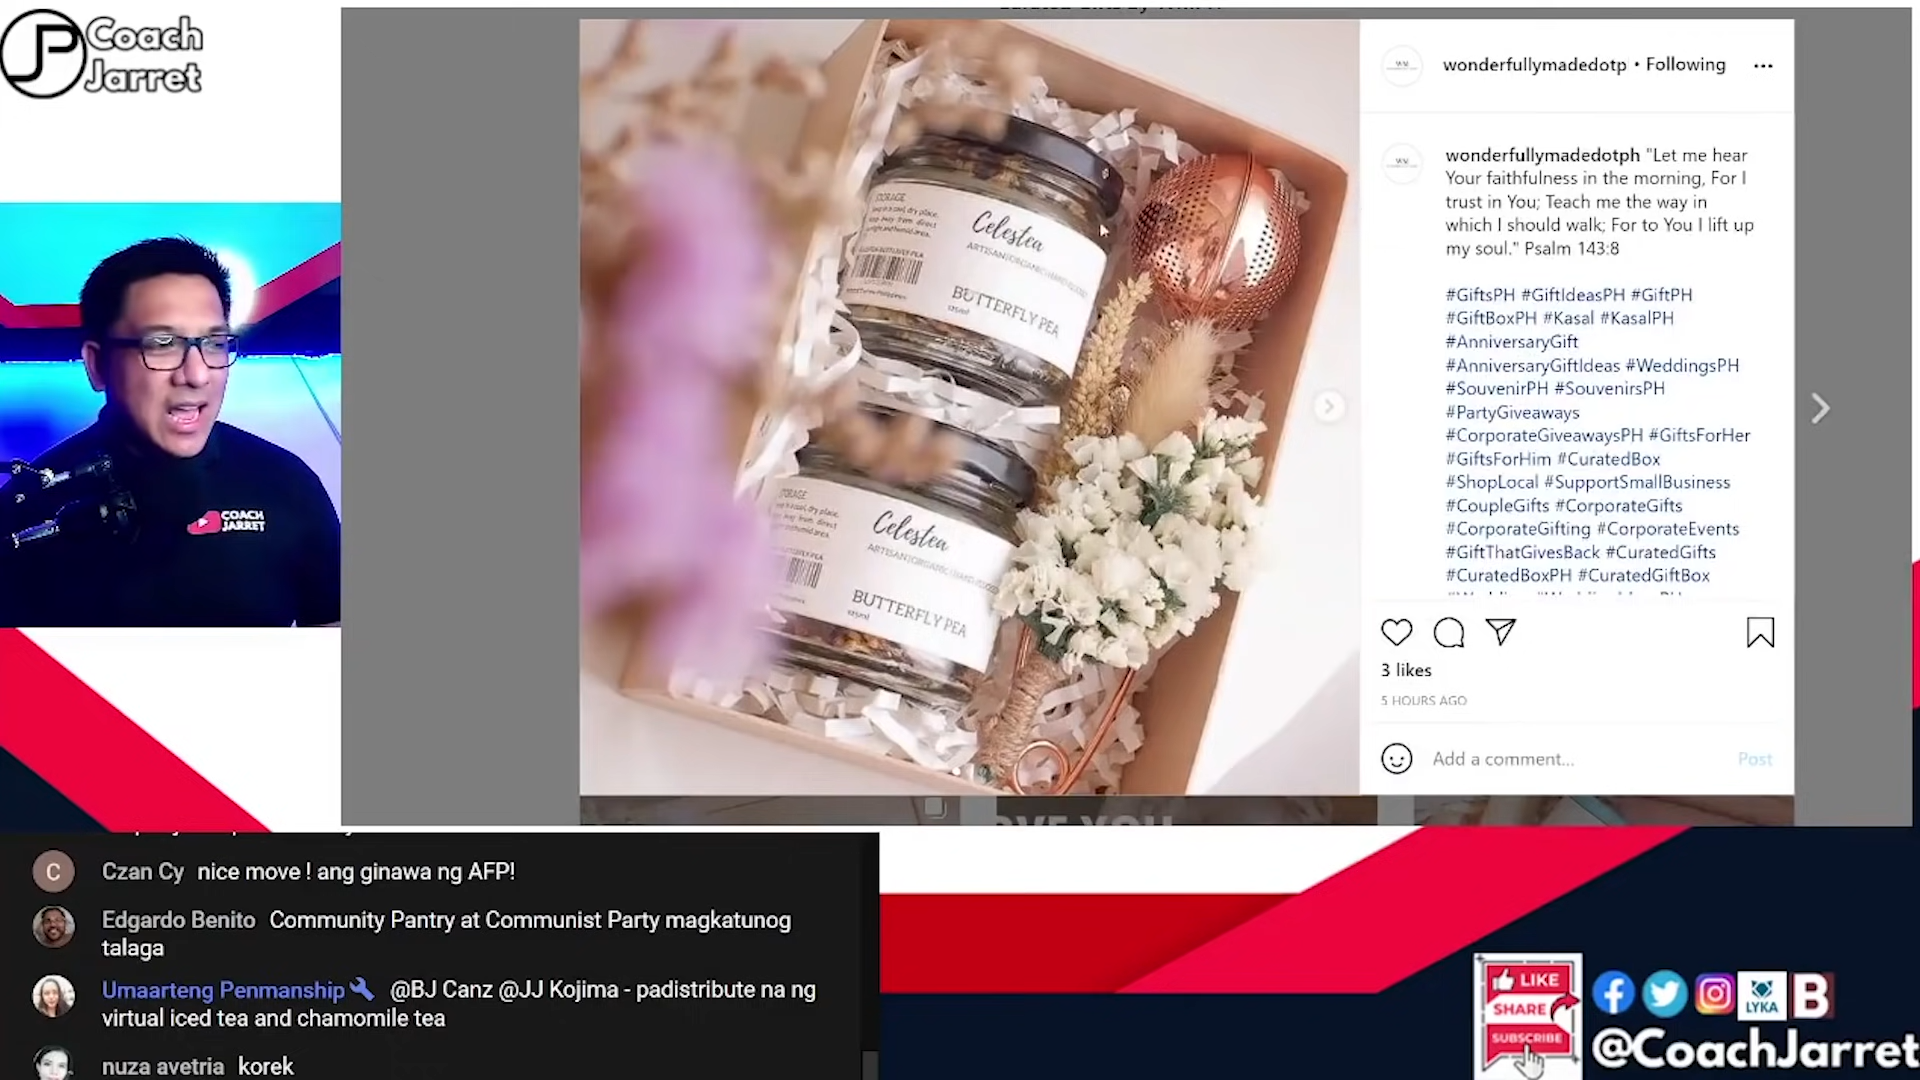 Coach
Jarret
wonderfullymadedotp • Following
wonderfullymadedotph "Let me hear
Your faithfulness in the morning, For I
trust in You; Teach me the way in
which I should walk; For to You I lift up
my soul." Psalm 143:8
#GiftsPH #GiftIdeasPH #GiftPH
#GiftBoxPH #Kasal #KasalPH
#AnniversaryGift
#AnniversaryGiftIdeas #WeddingsPH
#SouvenirPH #SouvenirsPH
#PartyGiveaways
#CorporateGiveawaysPH #GiftsForHer
#GiftsForHim #CuratedBox
#ShopLocal #SupportSmallBusiness
#CoupleGifts #CorporateGifts
#CorporateGifting #CorporateEvents
#GiftThatGivesBack #CuratedGifts
#CuratedBoxPH #CuratedGiftBox
3 likes
5 HOURS AGO
Add a comment...
Post
STORAGE
Celestea
BUTTERFLY PEA
125ml
STORAGE
Celestea
BUTTERFLY PEA
125ml
COACH
JARRET
C
Czan Cy nice move ! ang ginawa ng AFP!
Edgardo Benito Community Pantry at Communist Party magkatunog
talaga
Umaarteng Penmanship @BJ Canz @JJ Kojima - padistribute na ng
virtual iced tea and chamomile tea
nuza avetria korek
LIKE
SHARE
SUBSCRIBE
LYKA
B
@CoachJarret